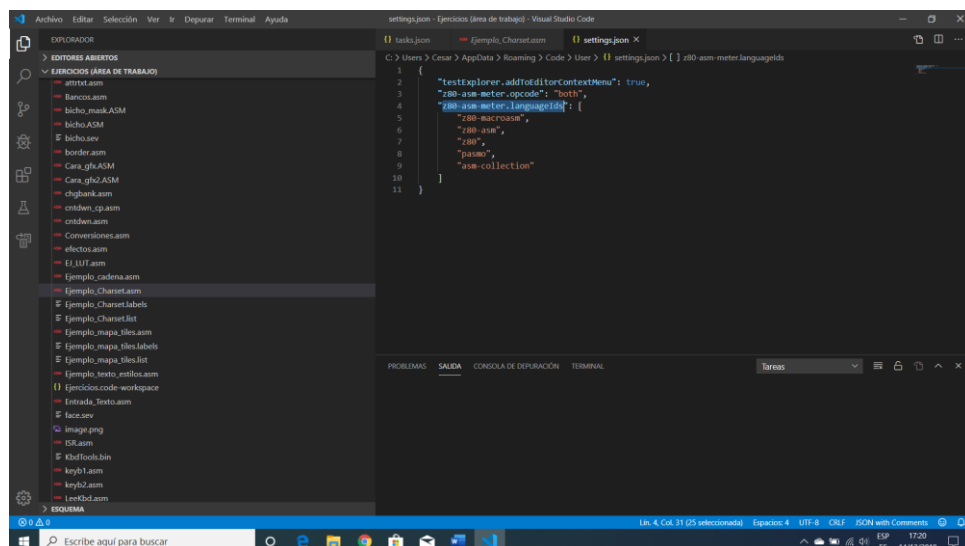 Archivo Editar Selección Ver Ir Depurar Terminal Ayuda
settings.json - Ejercicios (área de trabajo) - Visual Studio Code
EXPLORADOR
EDITORES ABIERTOS
EJERCICIOS (ÁREA DE TRABAJO)
attrtxt.asm
Bancos.asm
bicho_mask.ASM
bicho.ASM
bicho.sev
border.asm
Cara_gfx.ASM
Cara_gfx2.ASM
chgbank.asm
cntdwn_cp.asm
cntdwn.asm
Conversiones.asm
efectos.asm
EJ_LUT.asm
Ejemplo_cadena.asm
Ejemplo_Charset.asm
Ejemplo_Charset.labels
Ejemplo_Charset.list
Ejemplo_mapa_tiles.asm
Ejemplo_mapa_tiles.labels
Ejemplo_mapa_tiles.list
Ejemplo_texto_estilos.asm
{} Ejercicios.code-workspace
Entrada_Texto.asm
face.sev
image.png
ISR.asm
KbdTools.bin
keyb1.asm
keyb2.asm
LeeKbd.asm
ESQUEMA
{} tasks.json Ejemplo_Charset.asm {} settings.json
C: > Users > Cesar > AppData > Roaming > Code > User > {} settings.json > [ ] z80-asm-meter.languageIds
1 {
2 "testExplorer.addToEditorContextMenu": true,
3 "z80-asm-meter.opcode": "both",
4 "z80-asm-meter.languageIds": [
5 "z80-macroasm",
6 "z80-asm",
7 "z80",
8 "pasmo",
9 "asm-collection"
10 ]
11 }
PROBLEMAS SALIDA CONSOLA DE DEPURACIÓN TERMINAL Tareas
0 0 Lín. 4, Col. 31 (25 seleccionada) Espacios: 4 UTF-8 CRLF JSON with Comments
Escribe aquí para buscar ESP 17:20